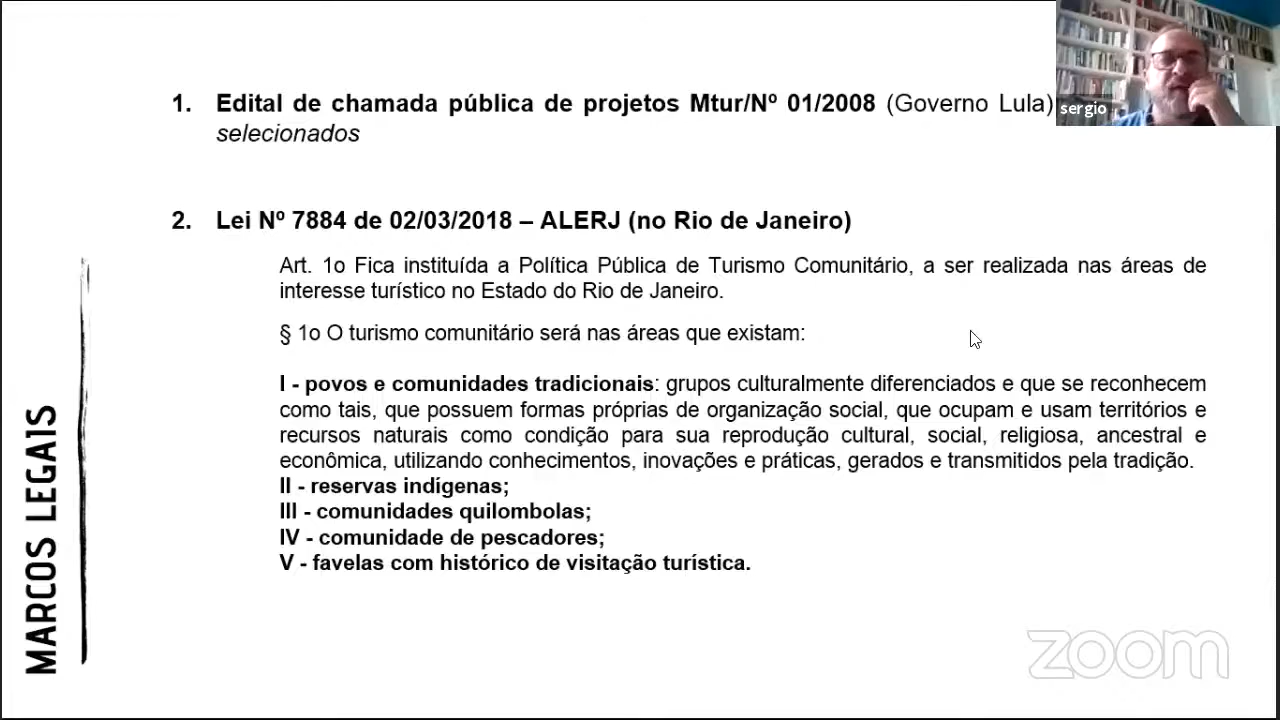 1. Edital de chamada pública de projetos Mtur/Nº 01/2008 (Governo Lula)
selecionados
sergio
2. Lei Nº 7884 de 02/03/2018 – ALERJ (no Rio de Janeiro)
Art. 1o Fica instituída a Política Pública de Turismo Comunitário, a ser realizada nas áreas de
interesse turístico no Estado do Rio de Janeiro.
§ 1o O turismo comunitário será nas áreas que existam:
I - povos e comunidades tradicionais: grupos culturalmente diferenciados e que se reconhecem
como tais, que possuem formas próprias de organização social, que ocupam e usam territórios e
recursos naturais como condição para sua reprodução cultural, social, religiosa, ancestral e
econômica, utilizando conhecimentos, inovações e práticas, gerados e transmitidos pela tradição.
II - reservas indígenas;
III - comunidades quilombolas;
IV - comunidade de pescadores;
V - favelas com histórico de visitação turística.
MARCOS LEGAIS
zoom